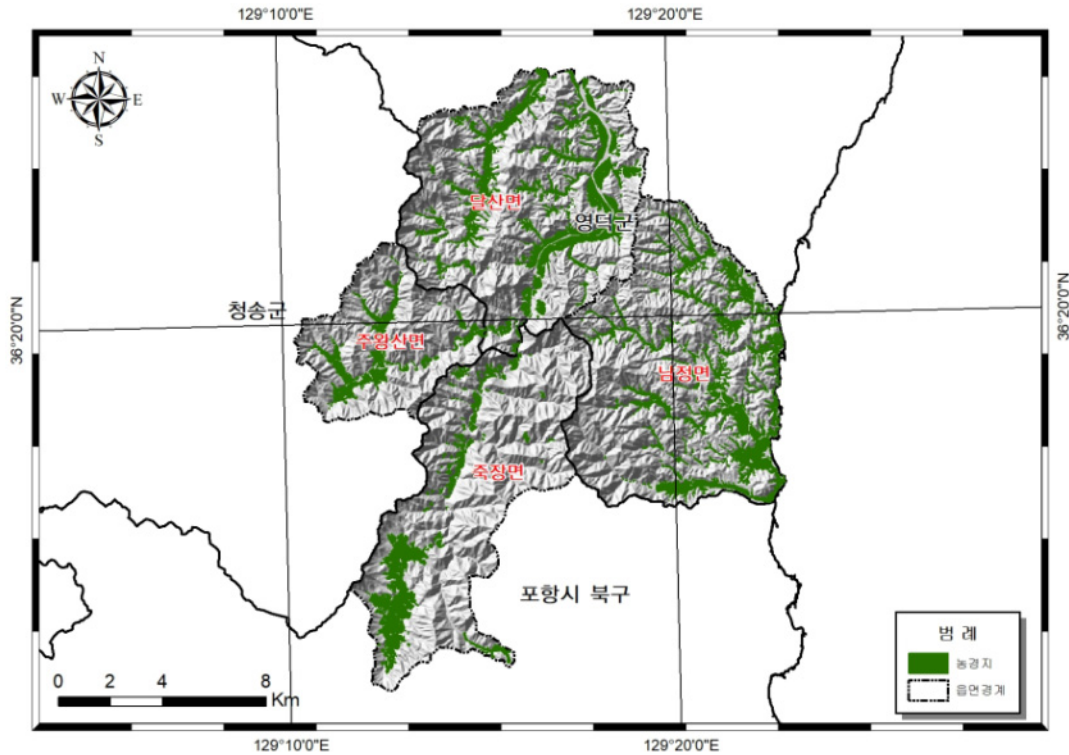 129°10'0"E
129°20'0"E
N
W E
S
달산면
영덕군
청송군
36°20'0"N
36°20'0"N
주왕산면
남정면
죽장면
포항시 북구
범 례
농경지
읍면경계
0 2 4 8
Km
129°10'0"E
129°20'0"E